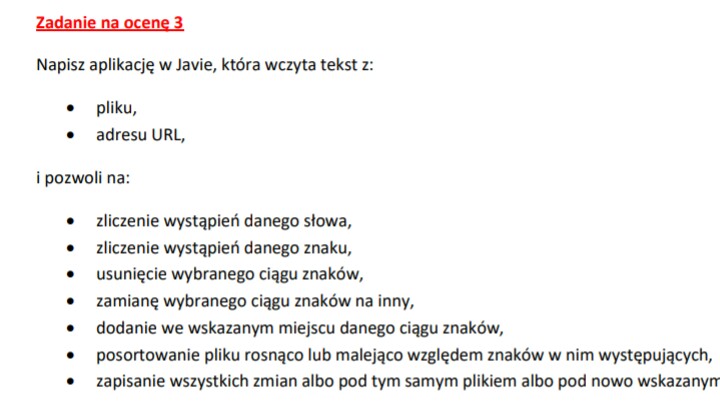 Zadanie na ocenę 3
Napisz aplikację w Javie, która wczyta tekst z:
• pliku,
• adresu URL,
i pozwoli na:
• zliczenie wystąpień danego słowa,
• zliczenie wystąpień danego znaku,
• usunięcie wybranego ciągu znaków,
• zamianę wybranego ciągu znaków na inny,
• dodanie we wskazanym miejscu danego ciągu znaków,
• posortowanie pliku rosnąco lub malejąco względem znaków w nim występujących,
• zapisanie wszystkich zmian albo pod tym samym plikiem albo pod nowo wskazanym